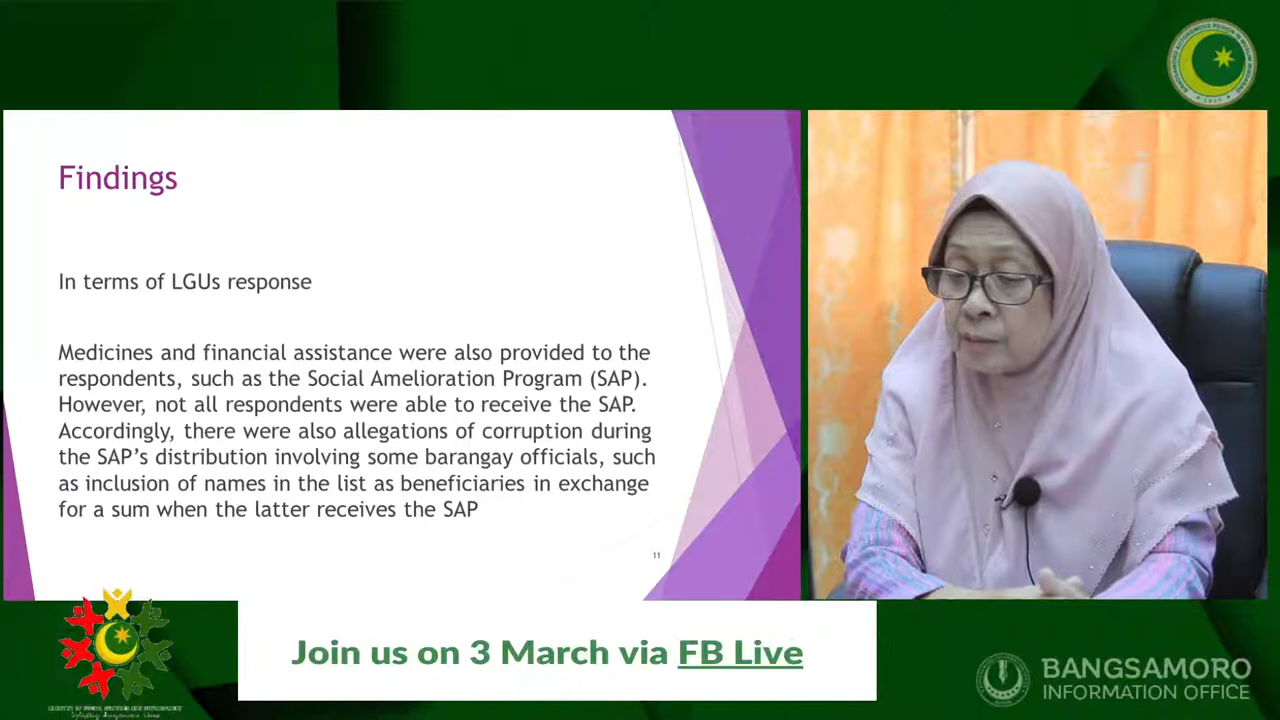 Findings
In terms of LGUs response
Medicines and financial assistance were also provided to the
respondents, such as the Social Amelioration Program (SAP).
However, not all respondents were able to receive the SAP.
Accordingly, there were also allegations of corruption during
the SAP's distribution involving some barangay officials, such
as inclusion of names in the list as beneficiaries in exchange
for a sum when the latter receives the SAP
11
Join us on 3 March via FB Live
BANGSAMORO
INFORMATION OFFICE